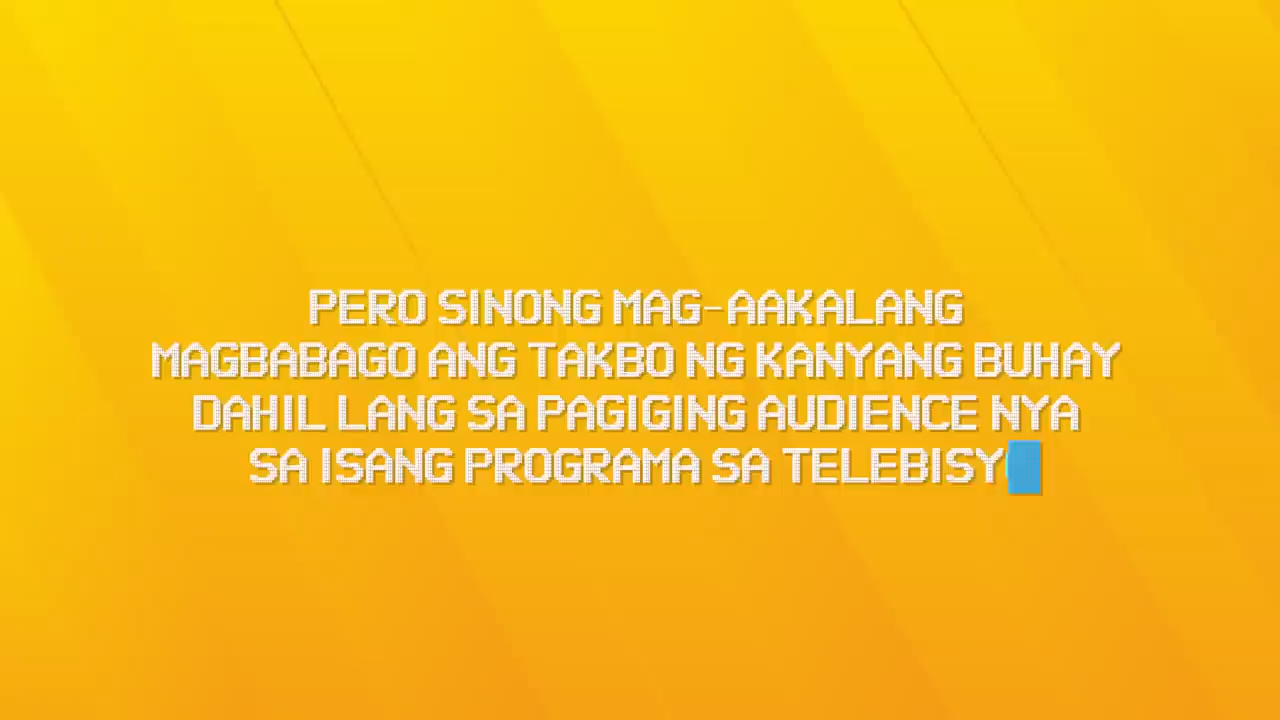 PERO SINONG MAG-AAKALANG
MAGBABAGO ANG TAKBO NG KANYANG BUHAY
DAHIL LANG SA PAGIGING AUDIENCE NYA
SA ISANG PROGRAMA SA TELEBISY